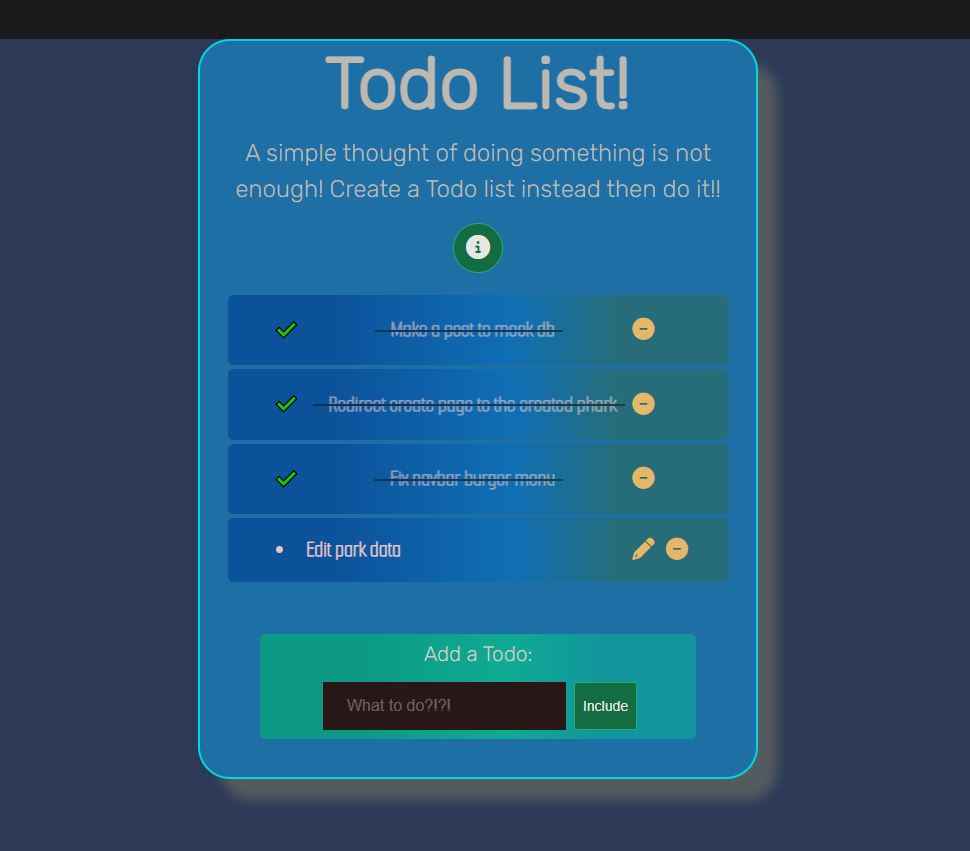 Todo List!
A simple thought of doing something is not
enough! Create a Todo list instead then do it!!
i
Make a post to mook db
Redirect create page to the created phark
Fix navbar burger menu
Edit park data
Add a Todo:
What to do?!?!
Include